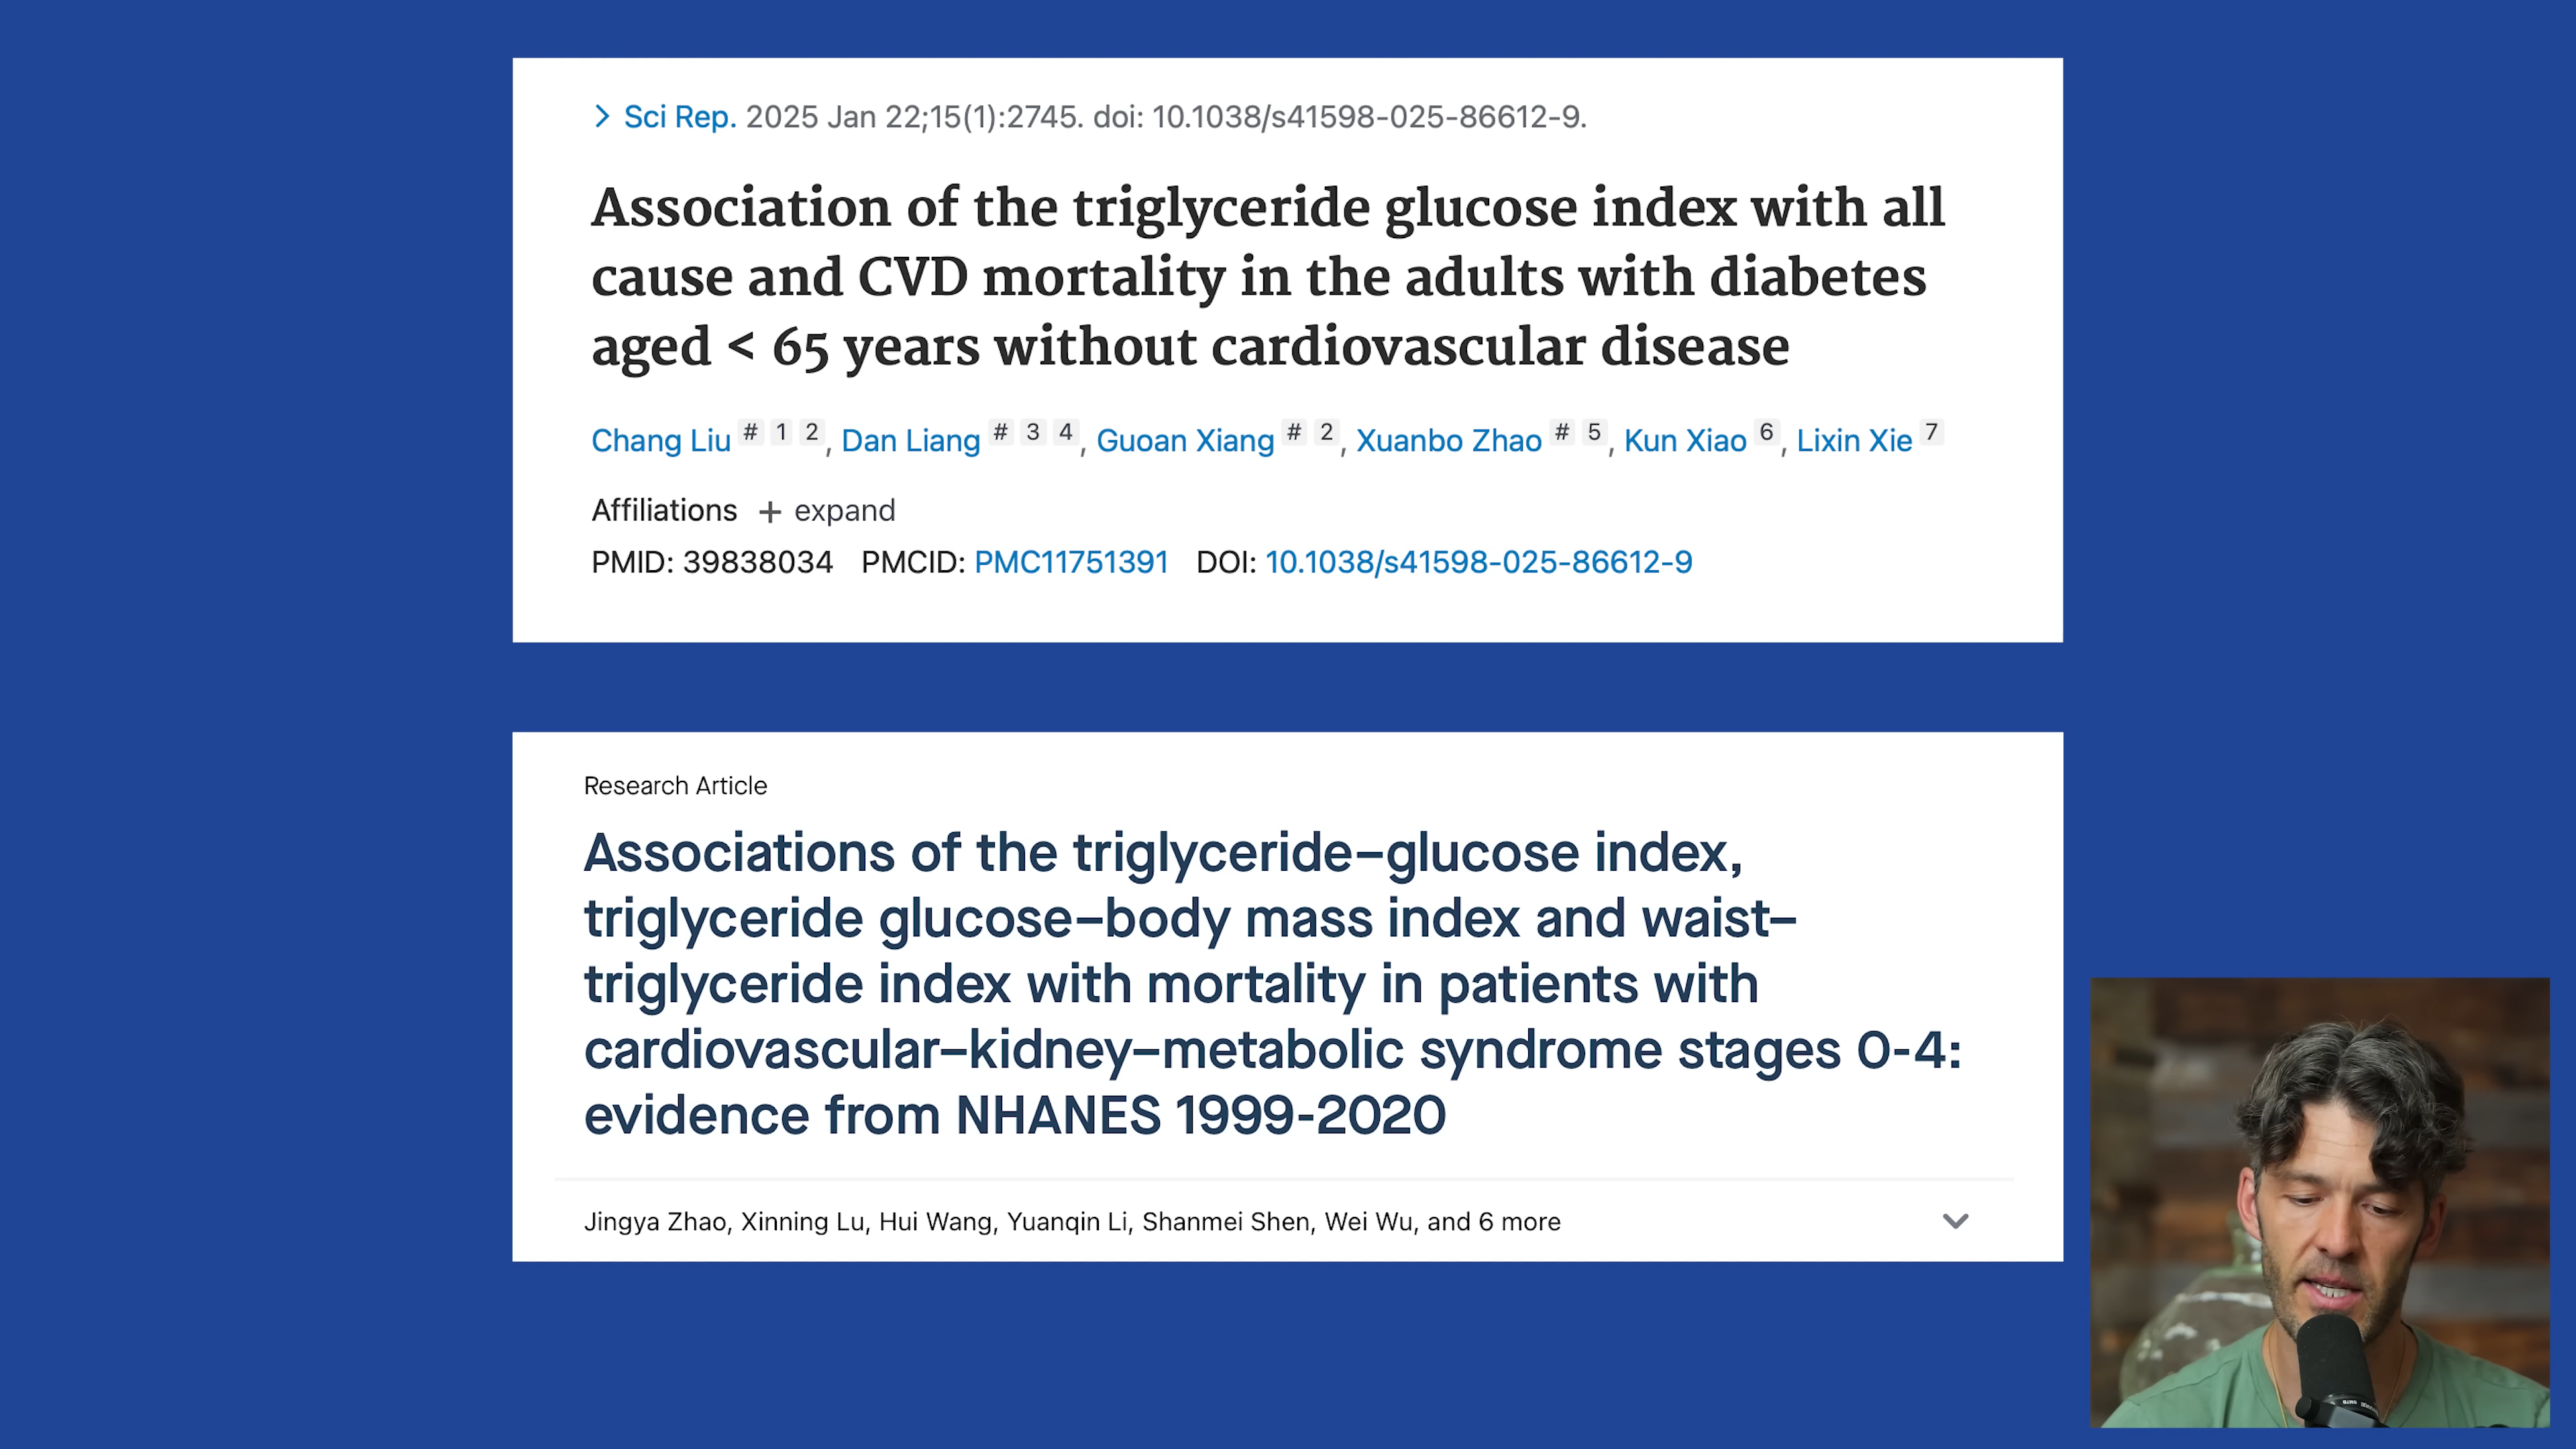 > Sci Rep. 2025 Jan 22;15(1):2745. doi: 10.1038/s41598-025-86612-9.
Association of the triglyceride glucose index with all
cause and CVD mortality in the adults with diabetes
aged < 65 years without cardiovascular disease
Chang Liu # 1 2, Dan Liang # 3 4, Guoan Xiang # 2, Xuanbo Zhao # 5, Kun Xiao 6, Lixin Xie 7
Affiliations + expand
PMID: 39838034 PMCID: PMC11751391 DOI: 10.1038/s41598-025-86612-9
Research Article
Associations of the triglyceride–glucose index,
triglyceride glucose–body mass index and waist–
triglyceride index with mortality in patients with
cardiovascular–kidney–metabolic syndrome stages 0-4:
evidence from NHANES 1999-2020
Jingya Zhao, Xinning Lu, Hui Wang, Yuanqin Li, Shanmei Shen, Wei Wu, and 6 more